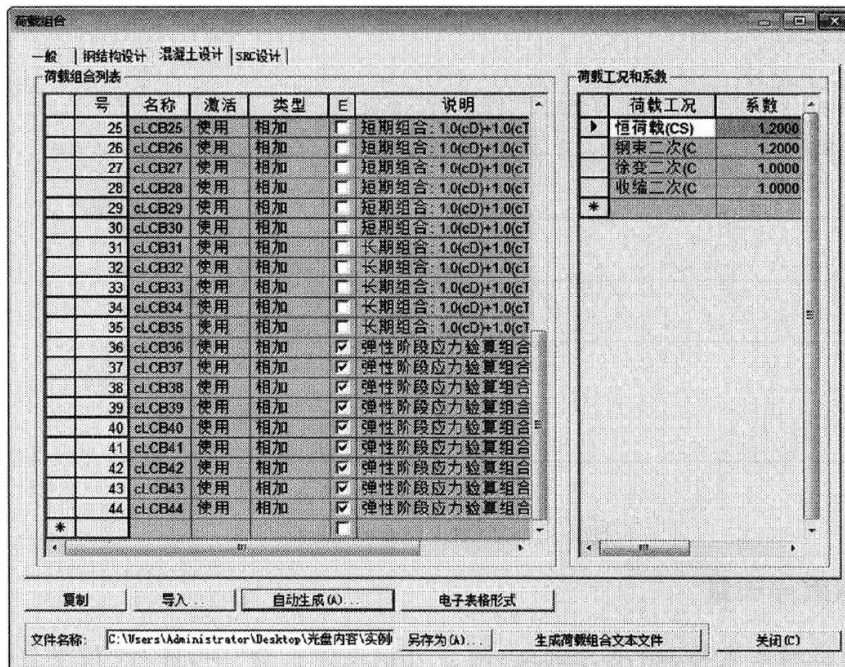 荷载组合
一般 钢结构设计 混凝土设计 SRC设计
荷载组合列表
号 名称 激活 类型 E 说明
25 cLCB25 使用 相加 短期组合: 1.0(cD)+1.0(cT
26 cLCB26 使用 相加 短期组合: 1.0(cD)+1.0(cT
27 cLCB27 使用 相加 短期组合: 1.0(cD)+1.0(cT
28 cLCB28 使用 相加 短期组合: 1.0(cD)+1.0(cT
29 cLCB29 使用 相加 短期组合: 1.0(cD)+1.0(cT
30 cLCB30 使用 相加 短期组合: 1.0(cD)+1.0(cT
31 cLCB31 使用 相加 长期组合: 1.0(cD)+1.0(cT
32 cLCB32 使用 相加 长期组合: 1.0(cD)+1.0(cT
33 cLCB33 使用 相加 长期组合: 1.0(cD)+1.0(cT
34 cLCB34 使用 相加 长期组合: 1.0(cD)+1.0(cT
35 cLCB35 使用 相加 长期组合: 1.0(cD)+1.0(cT
36 cLCB36 使用 相加 弹性阶段应力验算组合
37 cLCB37 使用 相加 弹性阶段应力验算组合
38 cLCB38 使用 相加 弹性阶段应力验算组合
39 cLCB39 使用 相加 弹性阶段应力验算组合
40 cLCB40 使用 相加 弹性阶段应力验算组合
41 cLCB41 使用 相加 弹性阶段应力验算组合
42 cLCB42 使用 相加 弹性阶段应力验算组合
43 cLCB43 使用 相加 弹性阶段应力验算组合
44 cLCB44 使用 相加 弹性阶段应力验算组合
*
荷载工况和系数
荷载工况 系数
恒荷载(CS) 1.2000
钢束二次(C 1.2000
徐变二次(C 1.0000
收缩二次(C 1.0000
*
复制 导入... 自动生成(A)... 电子表格形式
文件名称: C:\Users\Administrator\Desktop\光盘内容\实例 另存为(A)... 生成荷载组合文本文件 关闭(C)